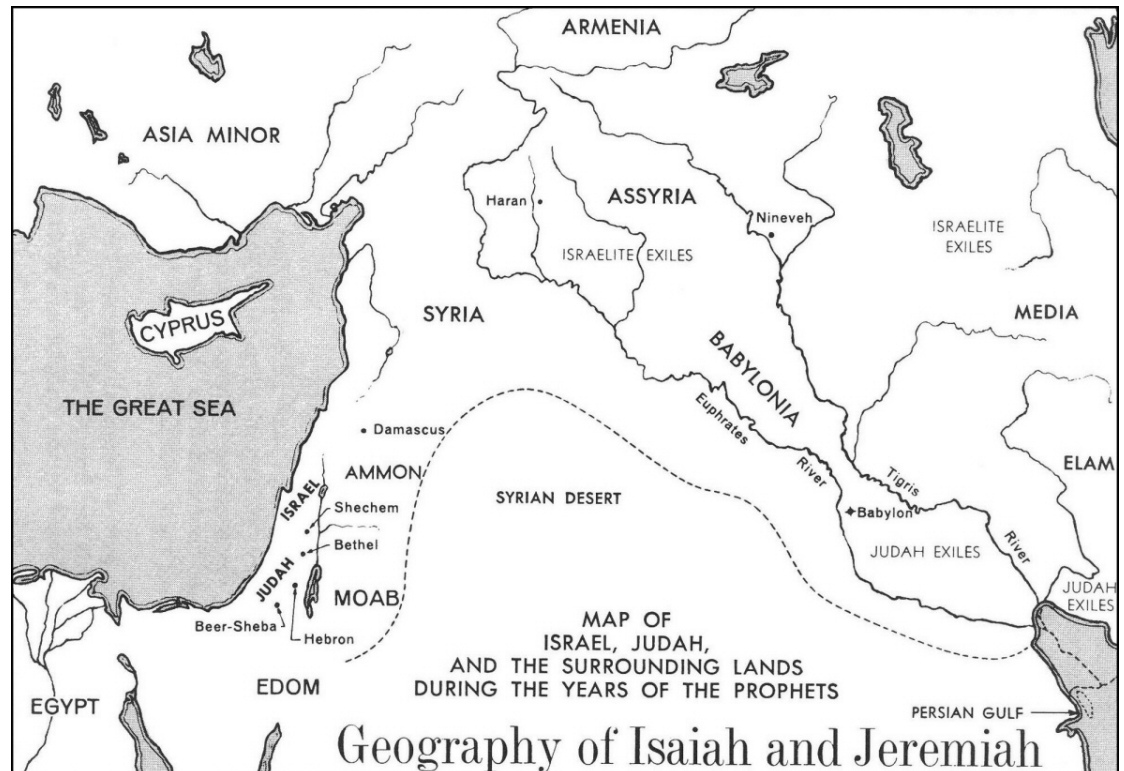 ARMENIA
ASIA MINOR
Haran
ASSYRIA
Nineveh
ISRAELITE
EXILES
ISRAELITE EXILES
CYPRUS
SYRIA
MEDIA
BABYLONIA
THE GREAT SEA
Euphrates
River
Damascus
AMMON
ELAM
ISRAEL
SYRIAN DESERT
Tigris
River
Shechem
Babylon
Bethel
JUDAH EXILES
JUDAH
MOAB
JUDAH
EXILES
Beer-Sheba
Hebron
MAP OF
ISRAEL, JUDAH,
AND THE SURROUNDING LANDS
DURING THE YEARS OF THE PROPHETS
EDOM
EGYPT
PERSIAN GULF
Geography of Isaiah and Jeremiah